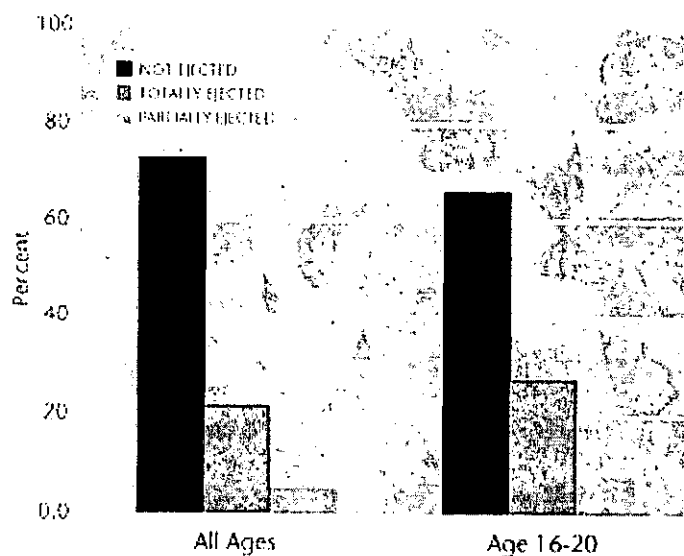 100
NOT EJECTED
TOTALLY EJECTED
80
PARTIALLY EJECTED
60
Percent
40
20
0.0
All Ages
Age 16-20